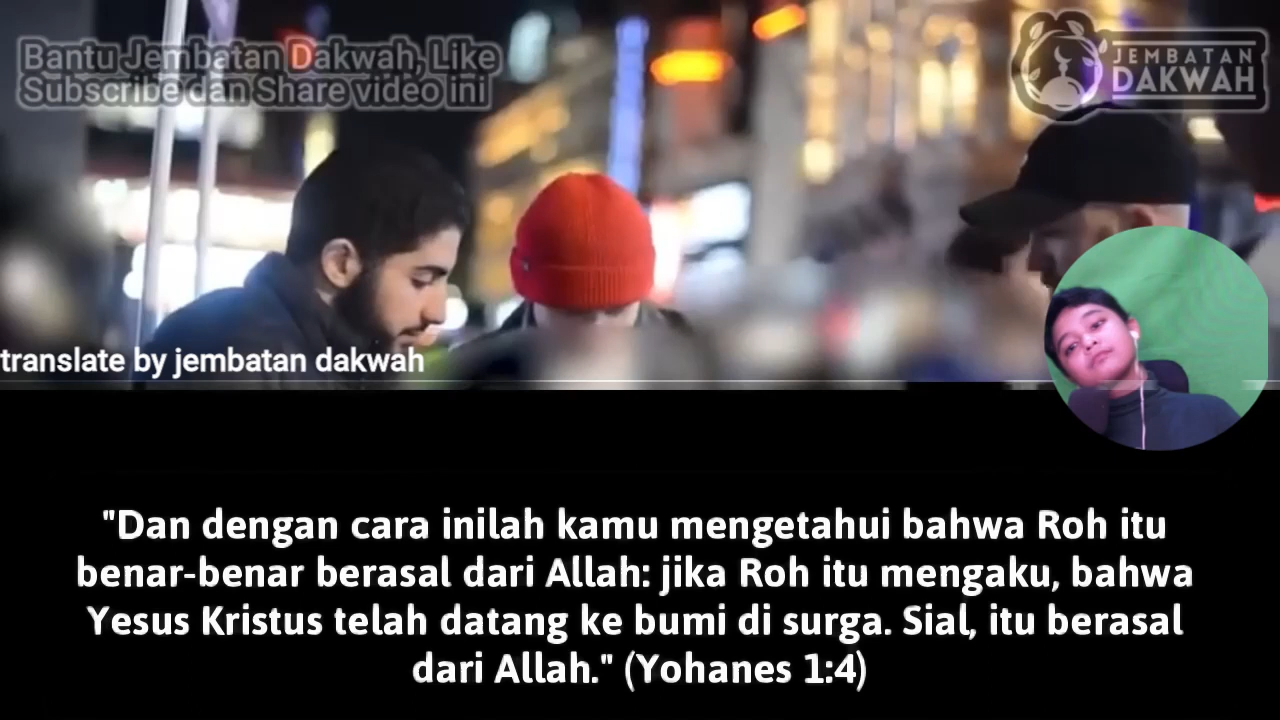 Bantu Jembatan Dakwah, Like
Subscribe dan Share video ini
JEMBATAN
DAKWAH
translate by jembatan dakwah
"Dan dengan cara inilah kamu mengetahui bahwa Roh itu
benar-benar berasal dari Allah: jika Roh itu mengaku, bahwa
Yesus Kristus telah datang ke bumi di surga. Sial, itu berasal
dari Allah." (Yohanes 1:4)